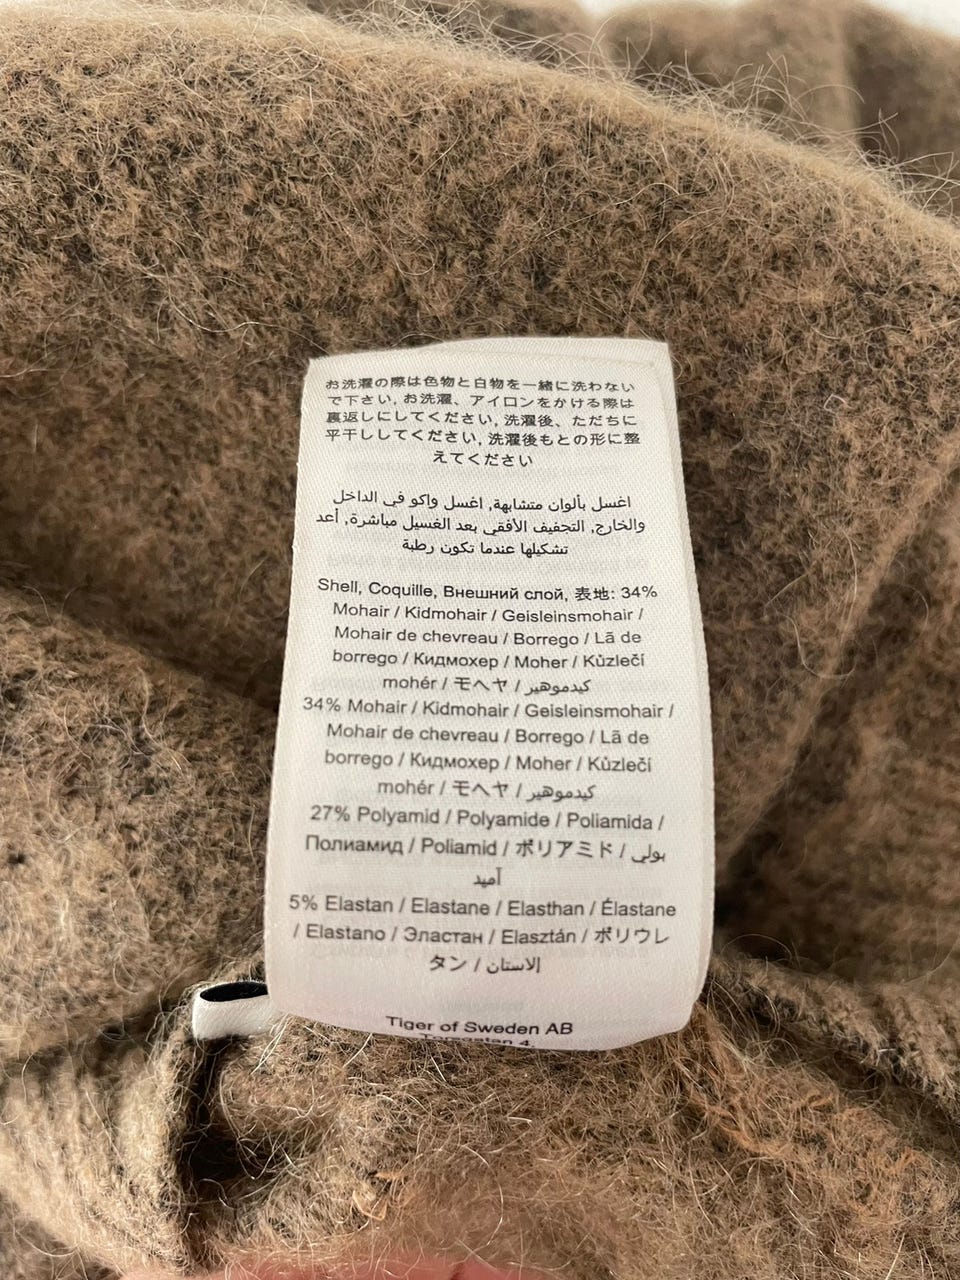 お洗濯の際は色物と白物を一緒に洗わない
で下さい, お洗濯、アイロンをかける際は
裏返しにしてください, 洗濯後、ただちに
平干ししてください, 洗濯後もとの形に整
えてください
اغسل بألوان متشابهة, اغسل واكو في الداخل
والخارج, التجفيف الأفقي بعد الغسيل مباشرة, أعد
تشكيلها عندما تكون رطبة
Shell, Coquille, Внешний слой, 表地: 34%
Mohair / Kidmohair / Geisleinsmohair /
Mohair de chevreau / Borrego / Lã de
borrego / Кидмохер / Moher / Kůzlečí
mohér / モヘヤ / كيدموهير
34% Mohair / Kidmohair / Geisleinsmohair /
Mohair de chevreau / Borrego / Lã de
borrego / Кидмохер / Moher / Kůzlečí
mohér / モヘヤ / كيدموهير
27% Polyamid / Polyamide / Poliamida /
Полиамид / Poliamid / ポリアミド / بولي
أميد
5% Elastan / Elastane / Elasthan / Élastane
/ Elastano / Эластан / Elasztán / ポリウレ
タン / الاستان
Tiger of Sweden AB
Torsgatan 4,